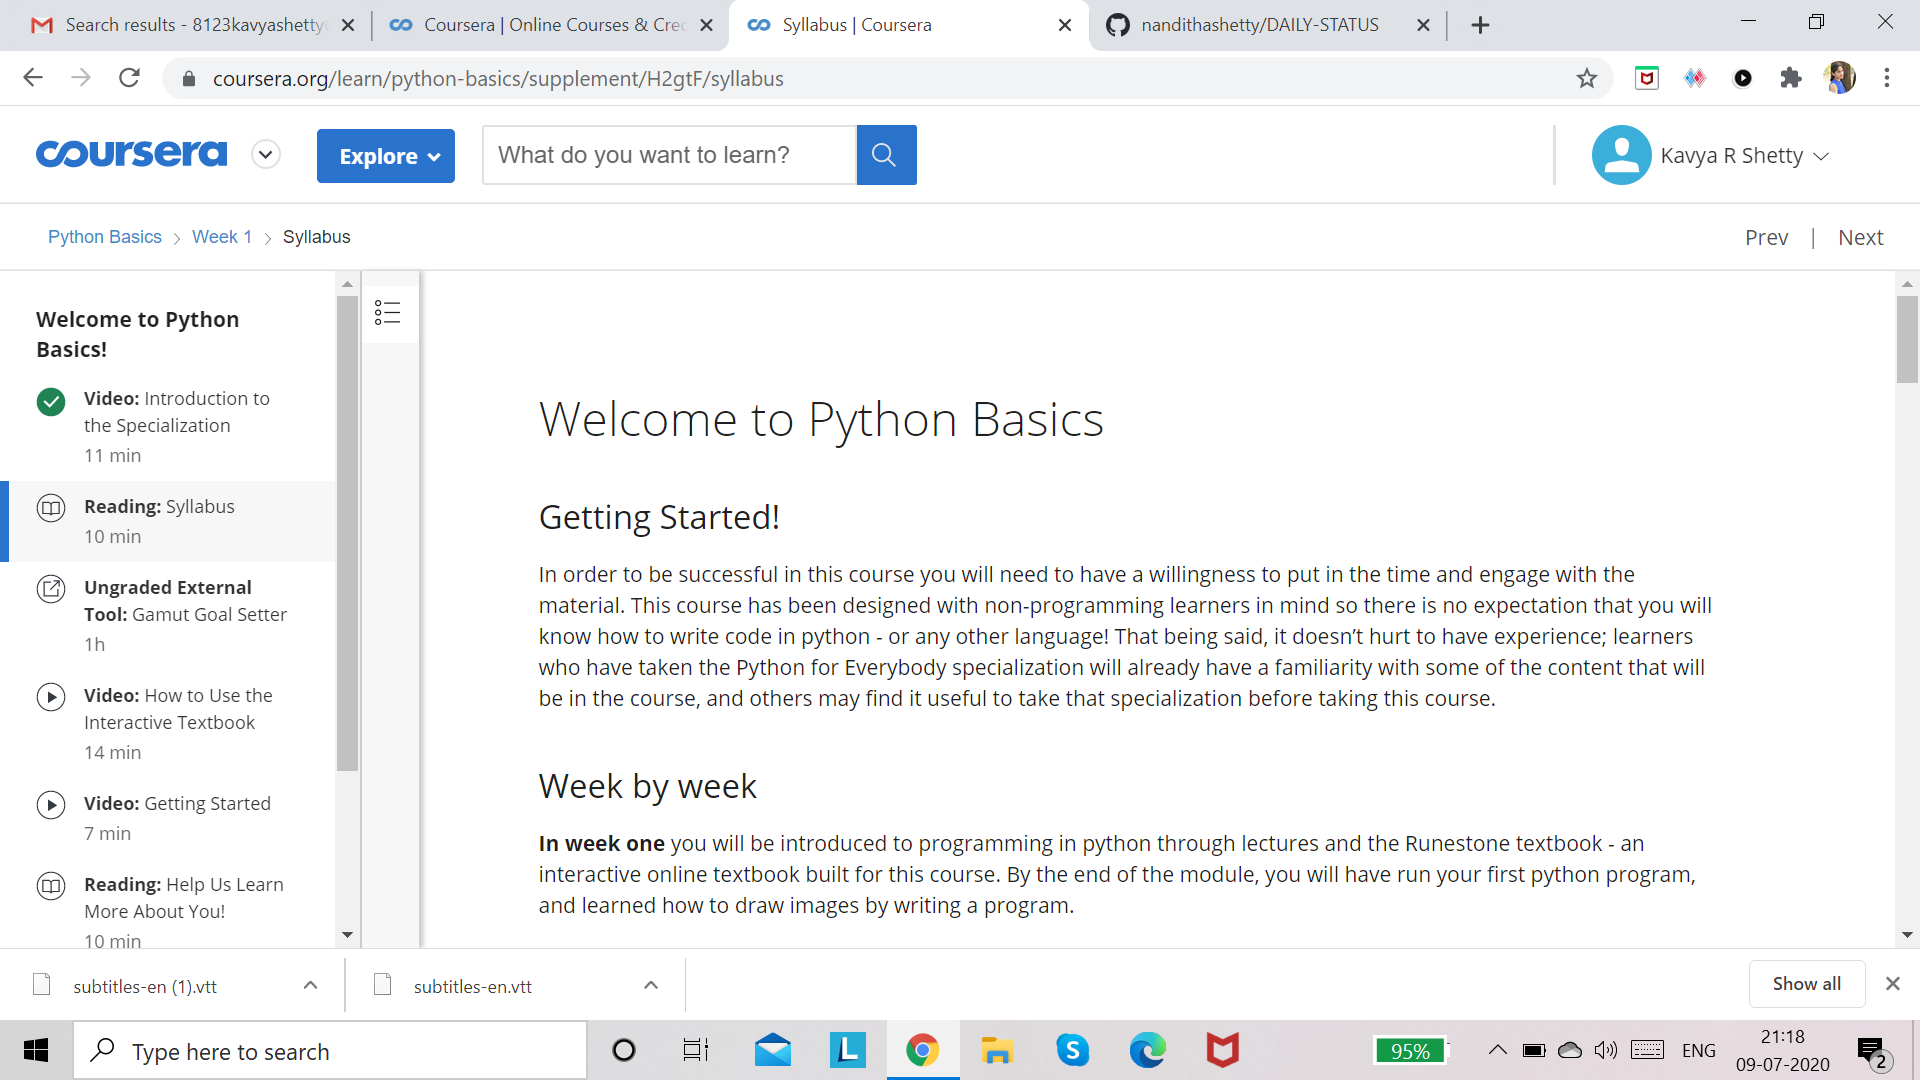 Search results - 8123kavyashetty
Coursera | Online Courses & Cre
Syllabus | Coursera
nandithashetty/DAILY-STATUS
coursera.org/learn/python-basics/supplement/H2gtF/syllabus
coursera
Explore
What do you want to learn?
Kavya R Shetty
Python Basics
Week 1
Syllabus
Prev | Next
Welcome to Python
Basics!
Video: Introduction to
the Specialization
11 min
Reading: Syllabus
10 min
Ungraded External
Tool: Gamut Goal Setter
1h
Video: How to Use the
Interactive Textbook
14 min
Video: Getting Started
7 min
Reading: Help Us Learn
More About You!
10 min
Welcome to Python Basics
Getting Started!
In order to be successful in this course you will need to have a willingness to put in the time and engage with the
material. This course has been designed with non-programming learners in mind so there is no expectation that you will
know how to write code in python - or any other language! That being said, it doesn’t hurt to have experience; learners
who have taken the Python for Everybody specialization will already have a familiarity with some of the content that will
be in the course, and others may find it useful to take that specialization before taking this course.
Week by week
In week one you will be introduced to programming in python through lectures and the Runestone textbook - an
interactive online textbook built for this course. By the end of the module, you will have run your first python program,
and learned how to draw images by writing a program.
subtitles-en (1).vtt
subtitles-en.vtt
Show all
Type here to search
L
S
95%
ENG
21:18
09-07-2020
2